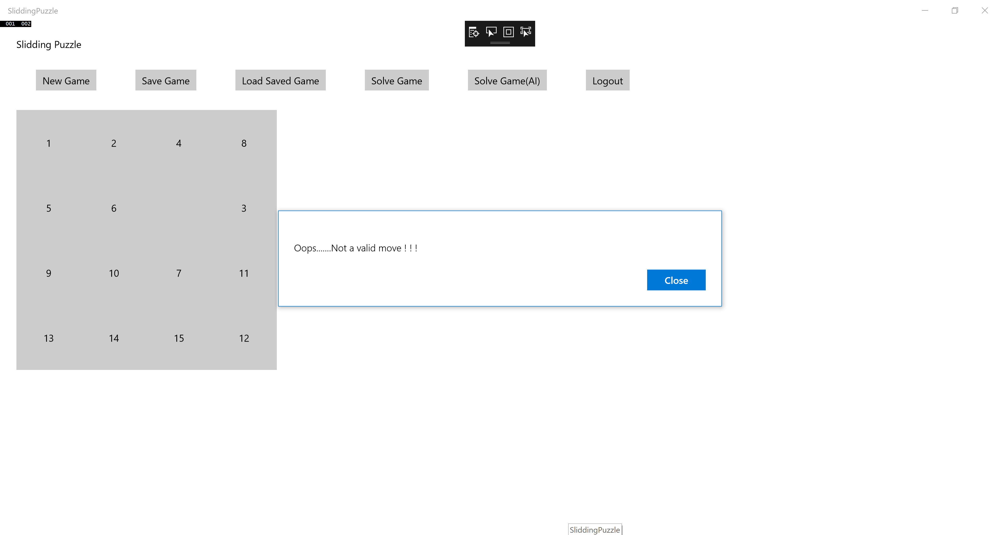 SliddingPuzzle
001 002
Slidding Puzzle
New Game Save Game Load Saved Game Solve Game Solve Game(AI) Logout
1 2 4 8
5 6 3
Oops.......Not a valid move ! ! !
9 10 7 11
Close
13 14 15 12
SliddingPuzzle